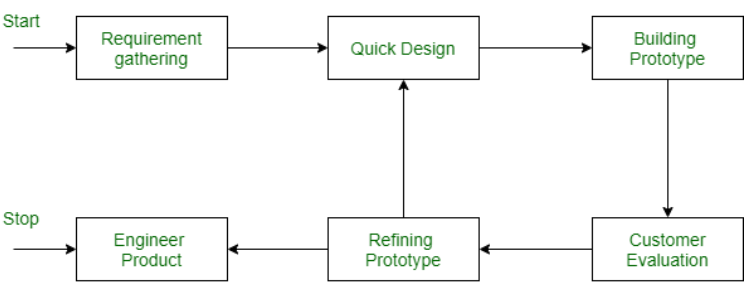 Start
Requirement
gathering
Quick Design
Building
Prototype
Stop
Engineer
Product
Refining
Prototype
Customer
Evaluation